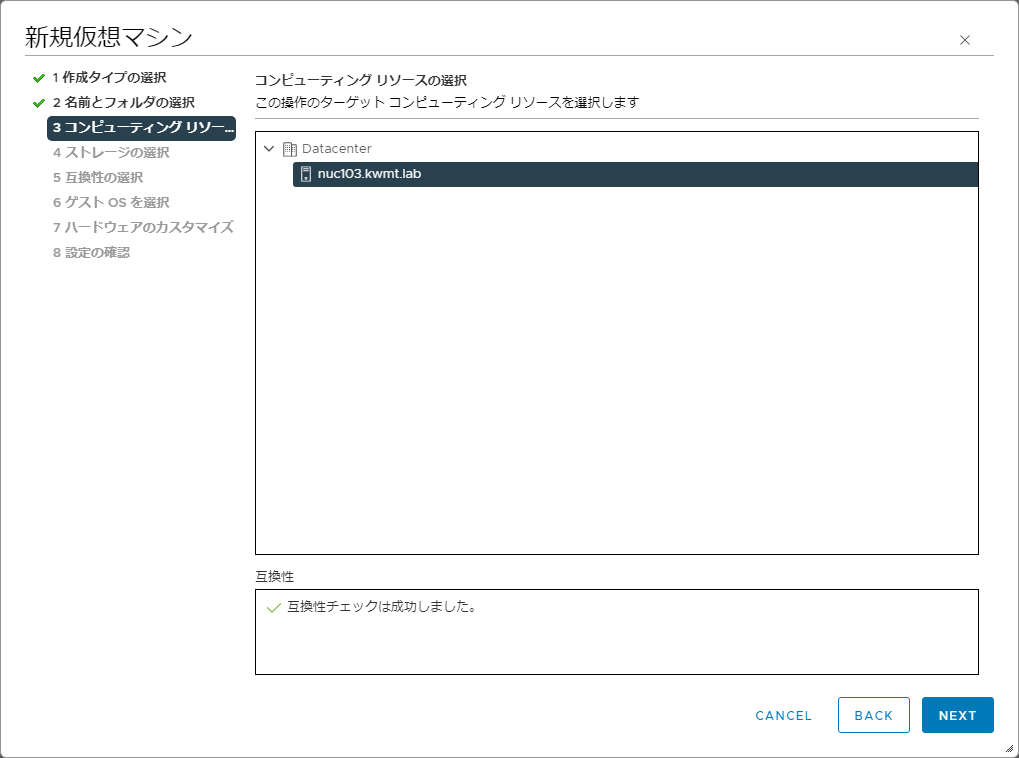 新規仮想マシン
1 作成タイプの選択
2 名前とフォルダの選択
3 コンピューティング リソー...
4 ストレージの選択
5 互換性の選択
6 ゲスト OS を選択
7 ハードウェアのカスタマイズ
8 設定の確認
コンピューティング リソースの選択
この操作のターゲット コンピューティング リソースを選択します
Datacenter
nuc103.kwmt.lab
互換性
互換性チェックは成功しました。
CANCEL
BACK
NEXT